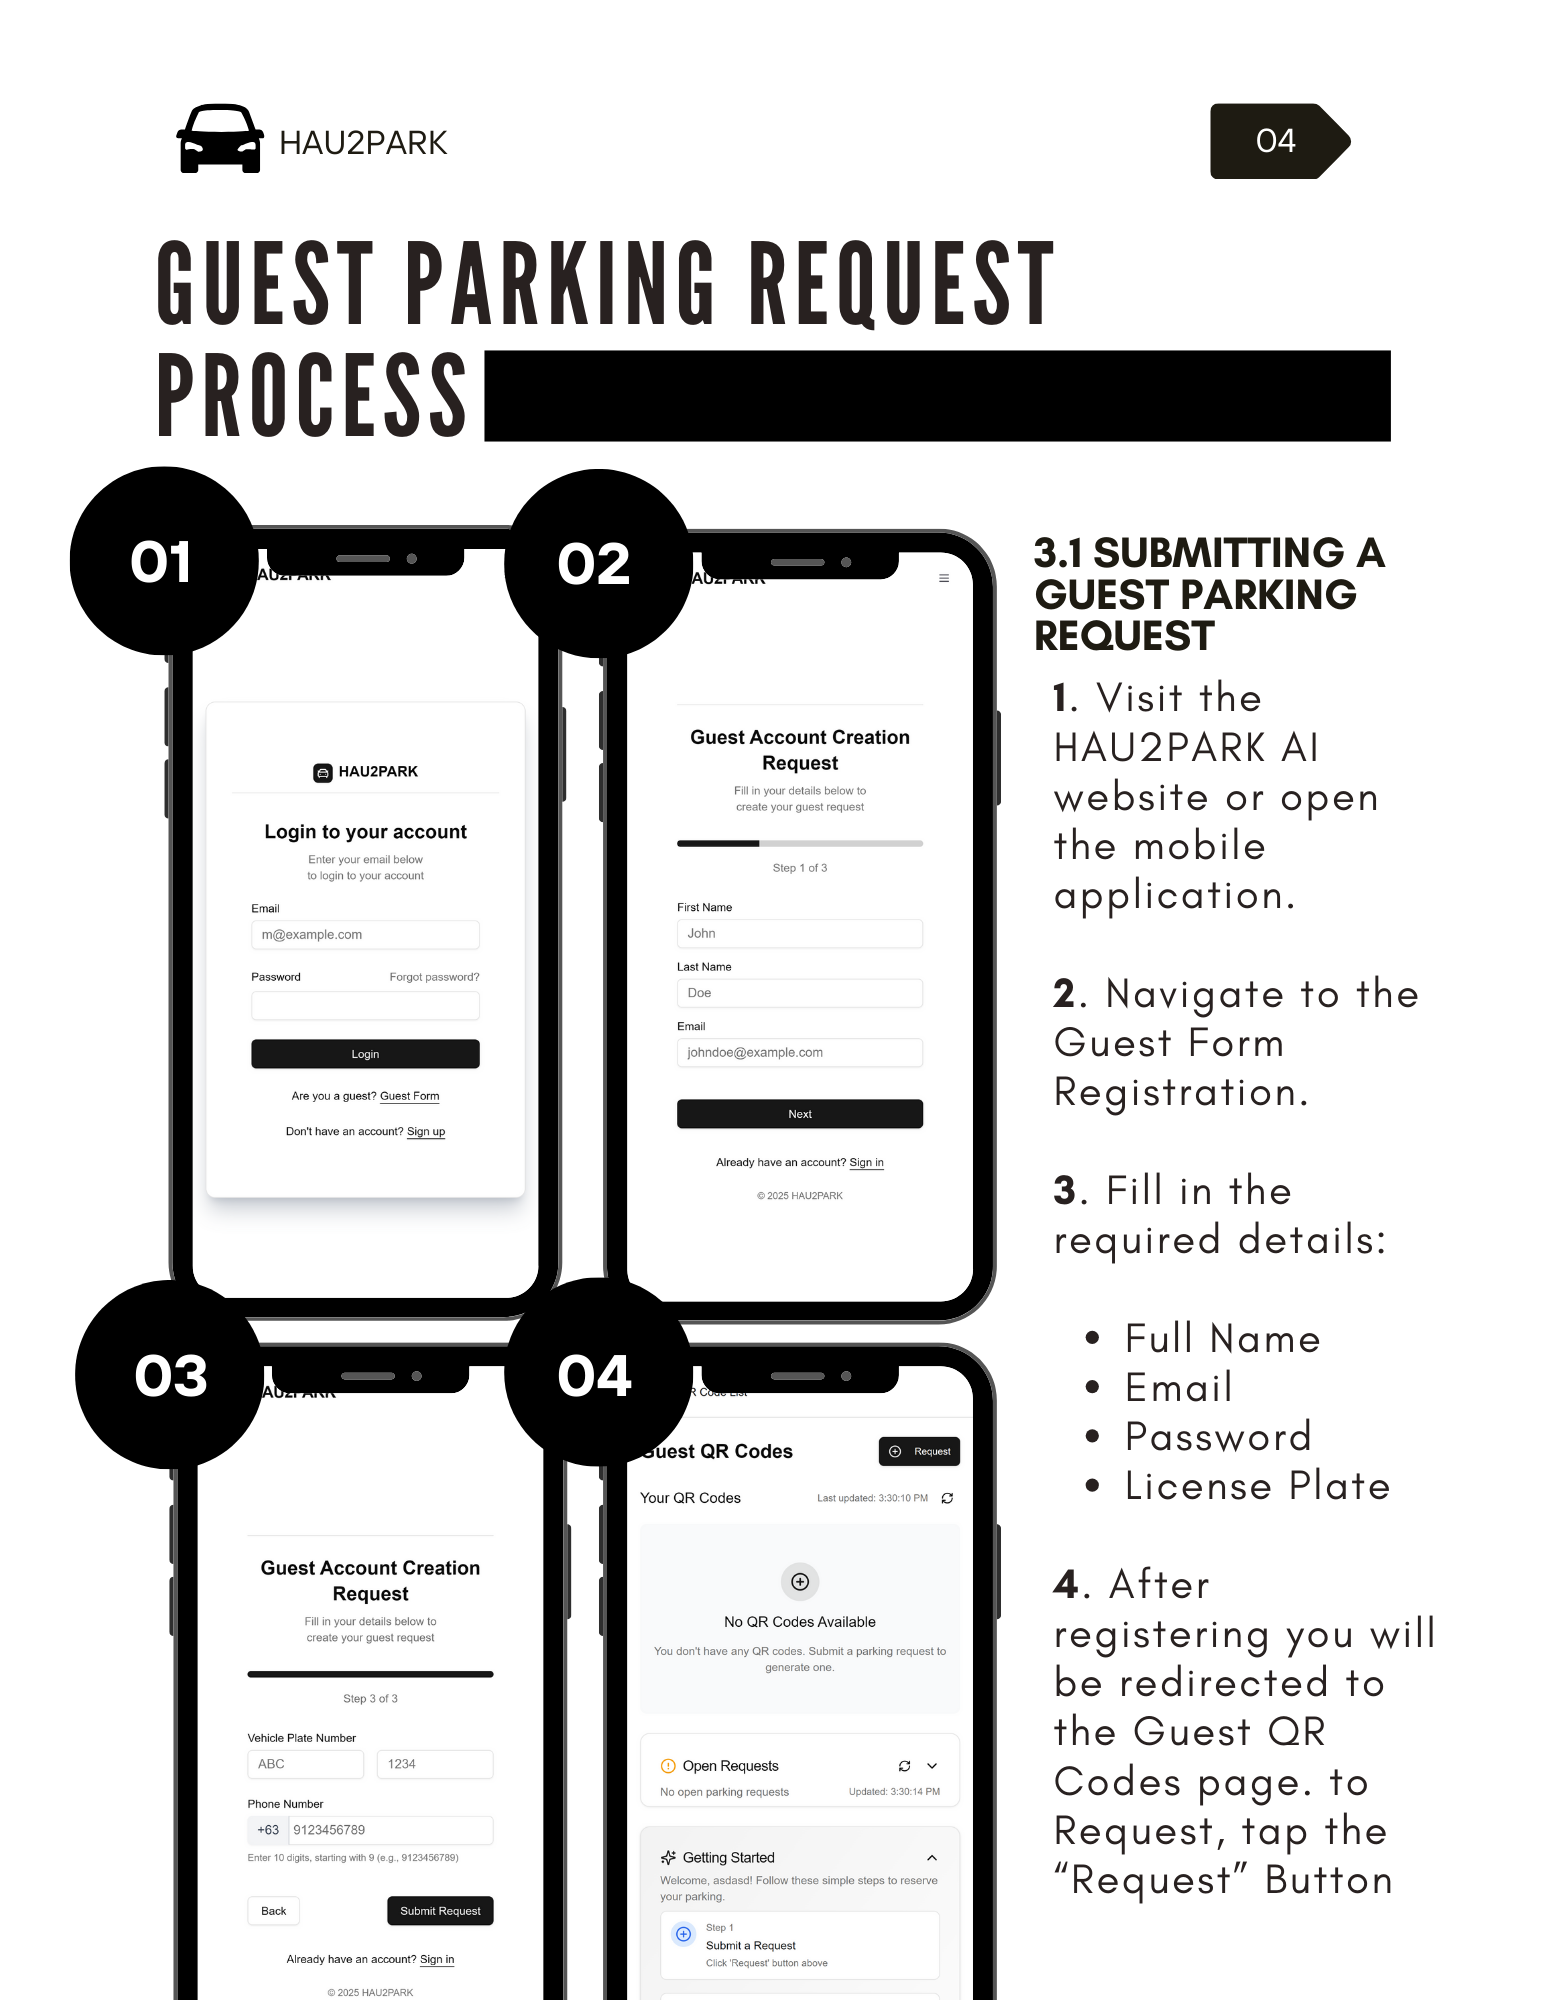 HAU2PARK
04
GUEST PARKING REQUEST
PROCESS
01
HAU2PARK
Login to your account
Enter your email below
to login to your account
Email
m@example.com
Password Forgot password?
Login
Are you a guest? Guest Form
Don't have an account? Sign up
02
HAU2PARK
Guest Account Creation
Request
Fill in your details below to
create your guest request
Step 1 of 3
First Name
John
Last Name
Doe
Email
johndoe@example.com
Next
Already have an account? Sign in
© 2025 HAU2PARK
03
Guest Account Creation
Request
Fill in your details below to
create your guest request
Step 3 of 3
Vehicle Plate Number
ABC 1234
Phone Number
+63 9123456789
Enter 10 digits, starting with 9 (e.g., 9123456789)
Back Submit Request
Already have an account? Sign in
© 2025 HAU2PARK
04
Code List
Guest QR Codes Request
Your QR Codes Last updated: 3:30:10 PM
No QR Codes Available
You don't have any QR codes. Submit a parking request to
generate one.
Open Requests
No open parking requests Updated: 3:30:14 PM
Getting Started
Welcome, asdasd! Follow these simple steps to reserve
your parking.
Step 1
Submit a Request
Click 'Request' button above
3.1 SUBMITTING A
GUEST PARKING
REQUEST
1. Visit the
HAU2PARK AI
website or open
the mobile
application.
2. Navigate to the
Guest Form
Registration.
3. Fill in the
required details:
• Full Name
• Email
• Password
• License Plate
4. After
registering you will
be redirected to
the Guest QR
Codes page. to
Request, tap the
“Request” Button